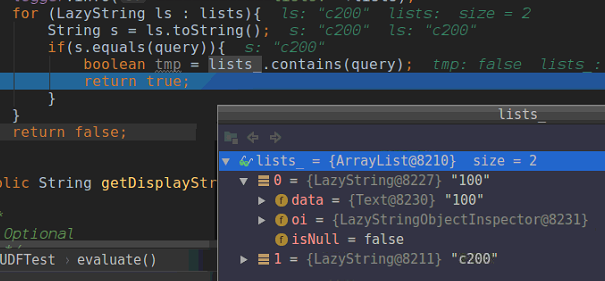 for (LazyString ls : lists){ ls: "c200" lists: size = 2
String s = ls.toString(); s: "c200" ls: "c200"
if(s.equals(query)){ s: "c200"
boolean tmp = lists_.contains(query); tmp: false lists_:
return true;
}
}
return false;
lists_
lists_ = {ArrayList@8210} size = 2
0 = {LazyString@8227} "100"
data = {Text@8230} "100"
oi = {LazyStringObjectInspector@8231}
isNull = false
1 = {LazyString@8211} "c200"
blic String getDisplayStr
*
Optional
*/
UDFTest › evaluate()